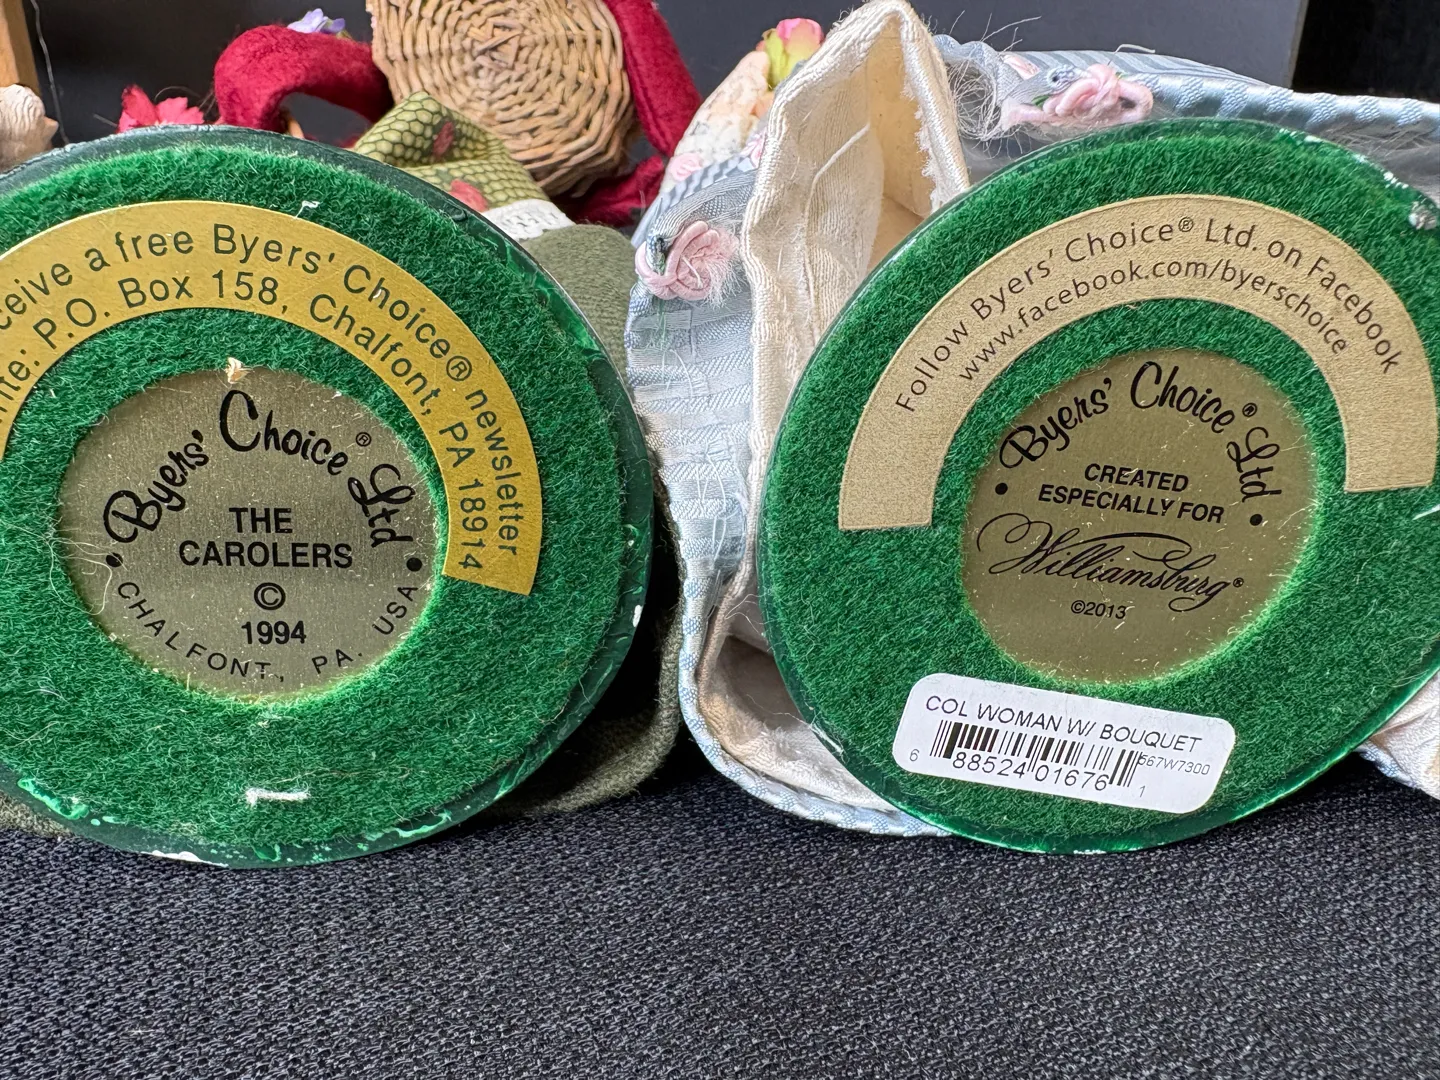 ceive a free Byers' Choice® newsletter
P.O. Box 158, Chalfont, PA 18914
Byers' Choice® Ltd
THE
CAROLERS
©
1994
CHALFONT, PA. USA
Follow Byers' Choice® Ltd. on Facebook
www.facebook.com/byerschoice
Byers' Choice® Ltd
CREATED
ESPECIALLY FOR
Williamsburg®
©2013
COL WOMAN W/ BOUQUET
6 88524 01676 1
567W7300